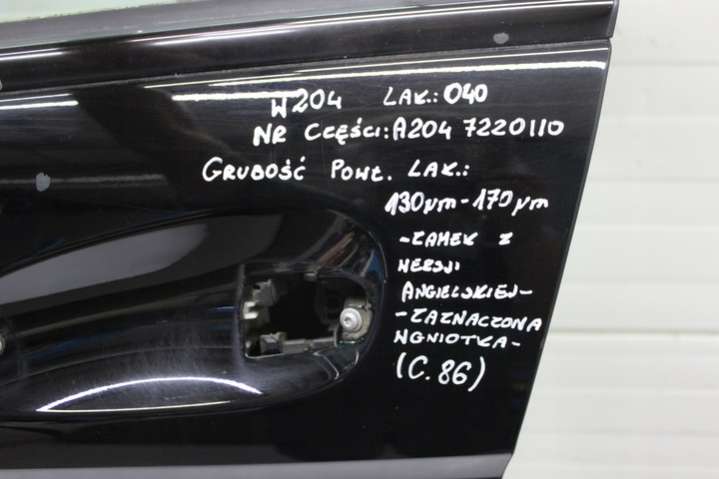 W204 LAK.: 040
NR CZĘŚCI: A204 7220110
GRUBOŚĆ POWŁ. LAK.:
130µm-170µm
-ZAMEK Z
WERSJI
ANGIELSKIEJ-
-ZAZNACZONA
WGNIOTKA-
(C.86)